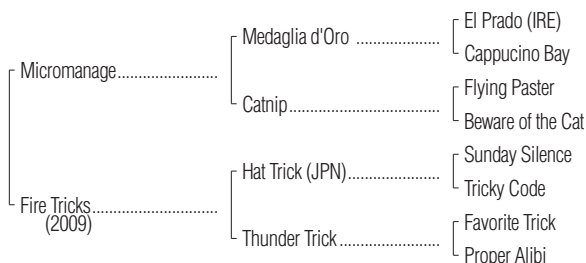 El Prado (IRE)
Medaglia d'Oro ....................
Cappucino Bay
Micromanage........................
Flying Paster
Catnip....................................
Beware of the Cat
Sunday Silence
Hat Trick (JPN)......................
Tricky Code
Fire Tricks..............................
(2009)
Favorite Trick
Thunder Trick........................
Proper Alibi